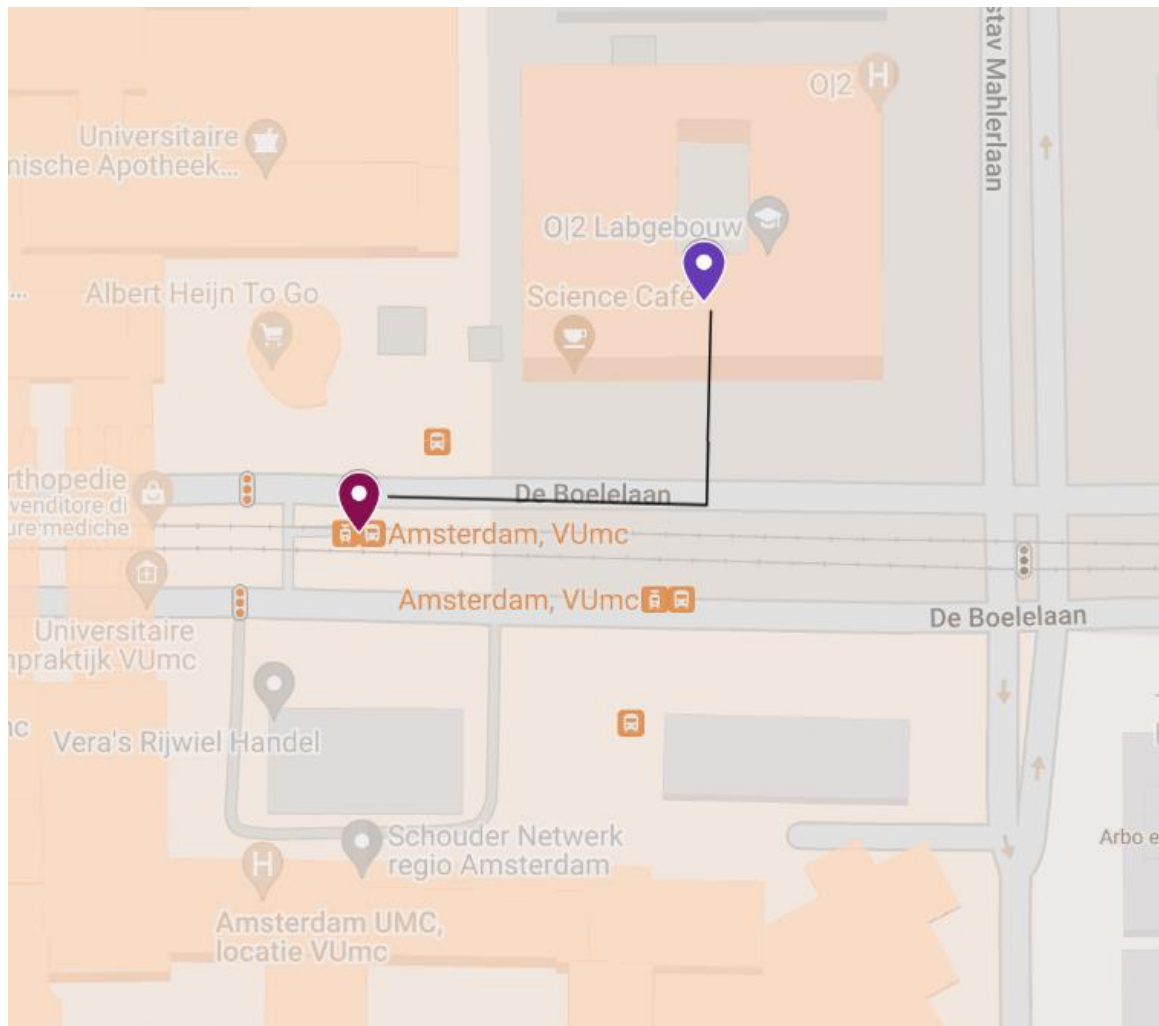 stav Mahlerlaan
O|2
H
Universitaire
nische Apotheek...
O|2 Labgebouw
...
Albert Heijn To Go
Science Café
rthopedie
venditore di
ure mediche
De Boelelaan
Amsterdam, VUmc
Amsterdam, VUmc
De Boelelaan
Universitaire
npraktijk VUmc
nc
Vera's Rijwiel Handel
Schouder Netwerk
regio Amsterdam
Arbo e
H
Amsterdam UMC,
locatie VUmc